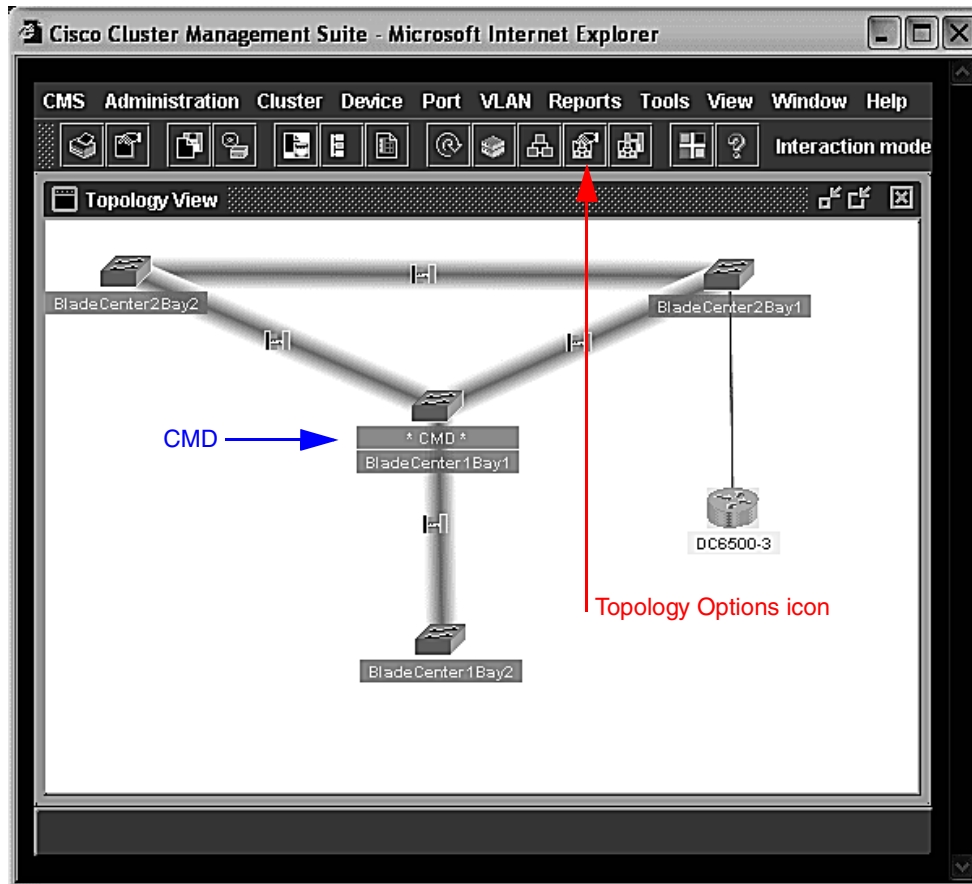 Cisco Cluster Management Suite - Microsoft Internet Explorer
CMS Administration Cluster Device Port VLAN Reports Tools View Window Help
Interaction mode
Topology View
BladeCenter2Bay2
BladeCenter2Bay1
CMD
* CMD *
BladeCenter1Bay1
DC6500-3
Topology Options icon
BladeCenter1Bay2